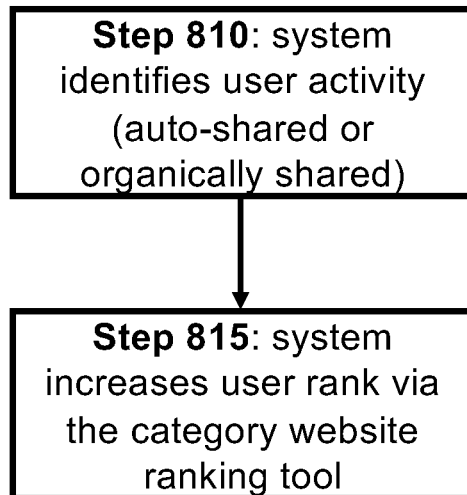 Step 810: system
identifies user activity
(auto-shared or
organically shared)
Step 815: system
increases user rank via
the category website
ranking tool